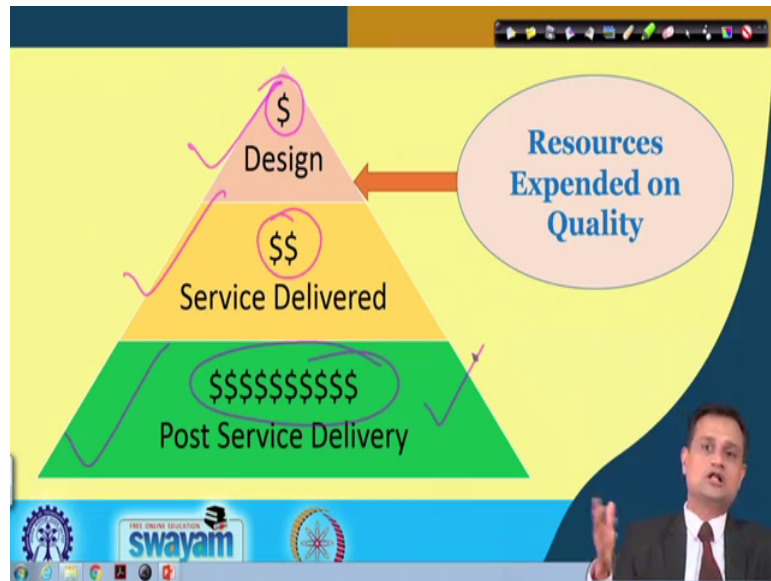 $
Design
$$
Service Delivered
$$$$$$$$$$
Post Service Delivery
Resources
Expended on
Quality
FREE ONLINE EDUCATION
swayam